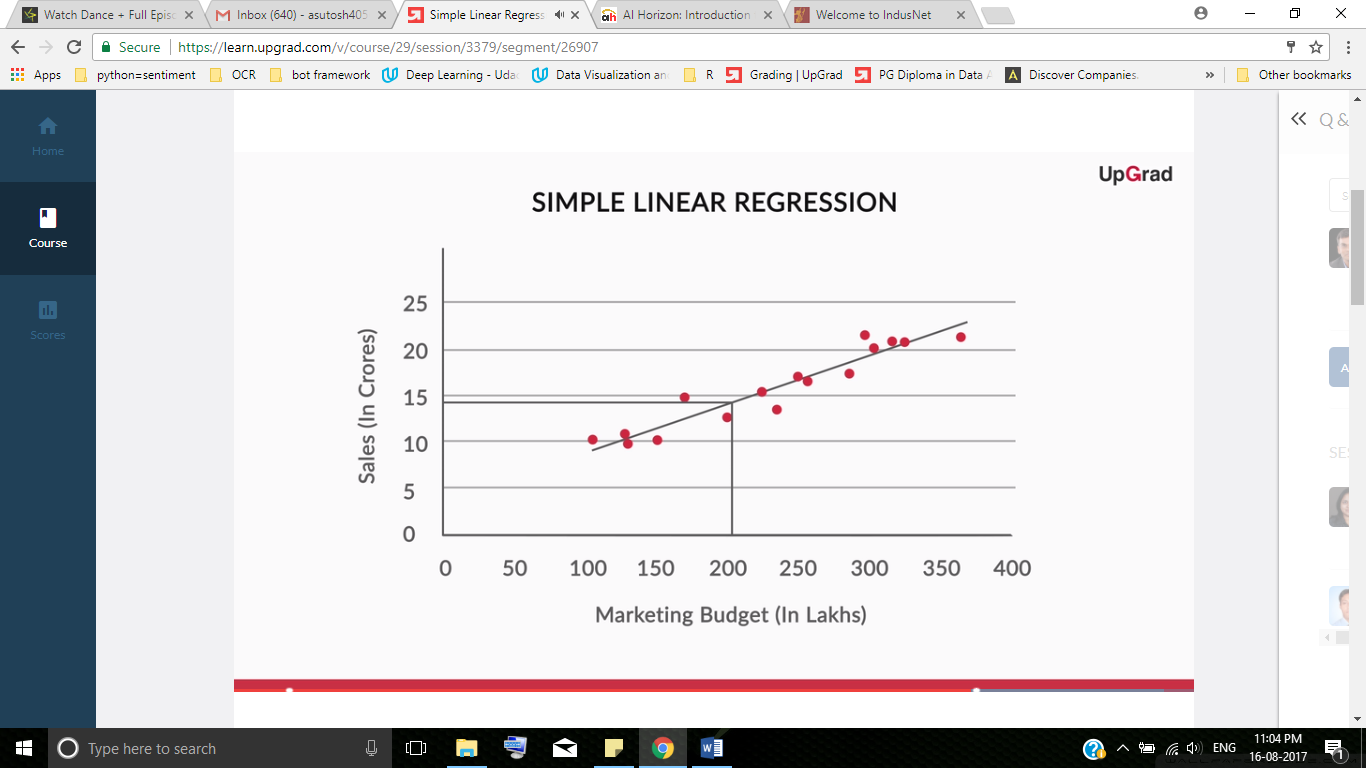 Watch Dance + Full Episo
Inbox (640) - asutosh405
Simple Linear Regress
AI Horizon: Introduction
Welcome to IndusNet
Secure https://learn.upgrad.com/v/course/29/session/3379/segment/26907
Apps python=sentiment OCR bot framework Deep Learning - Uda Data Visualization an R Grading | UpGrad PG Diploma in Data A Discover Companies. » Other bookmarks
Home
Course
Scores
Q &
UpGrad
SIMPLE LINEAR REGRESSION
Sales (In Crores)
25
20
15
10
5
0
0 50 100 150 200 250 300 350 400
Marketing Budget (In Lakhs)
S
A
SES
Type here to search
ENG
11:04 PM
16-08-2017
1